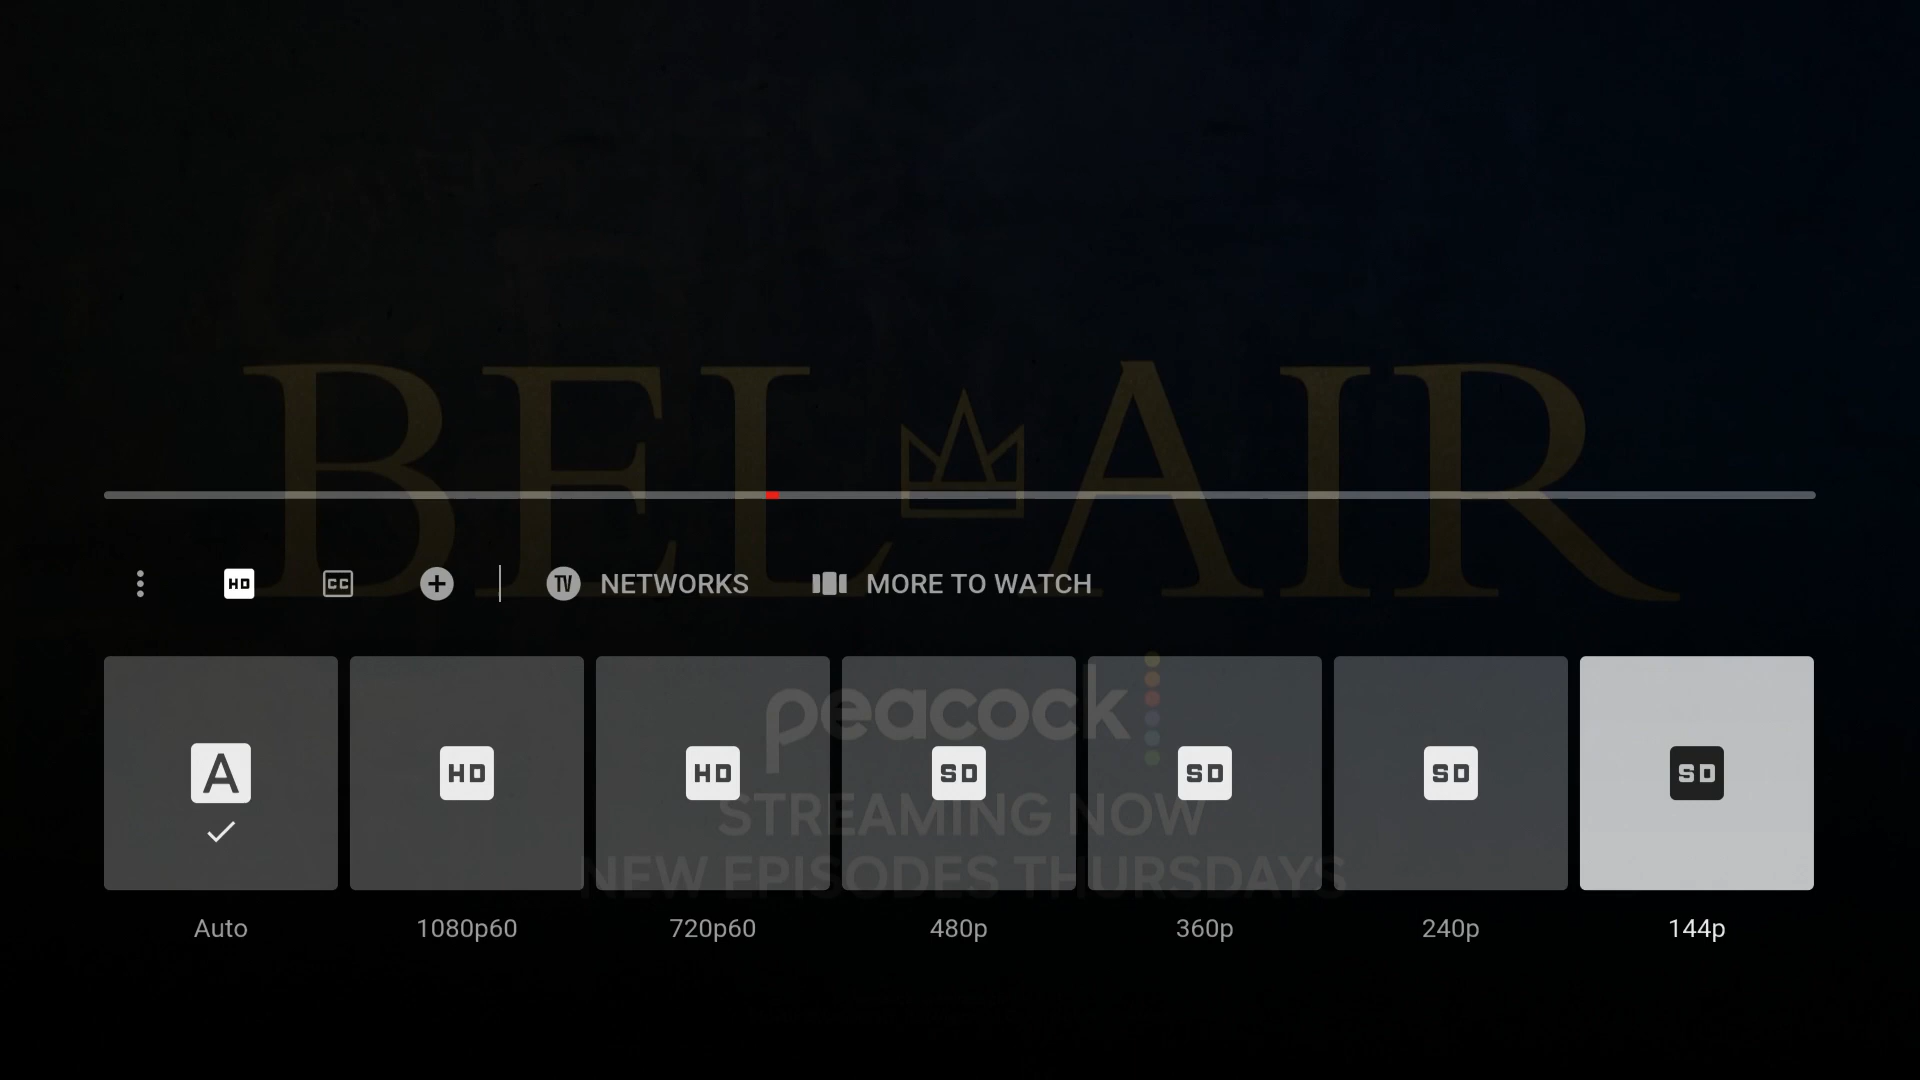 BEL AIR
HD CC TV NETWORKS MORE TO WATCH
peacock
A HD HD SD SD SD SD
STREAMING NOW
NEW EPISODES THURSDAYS
Auto 1080p60 720p60 480p 360p 240p 144p